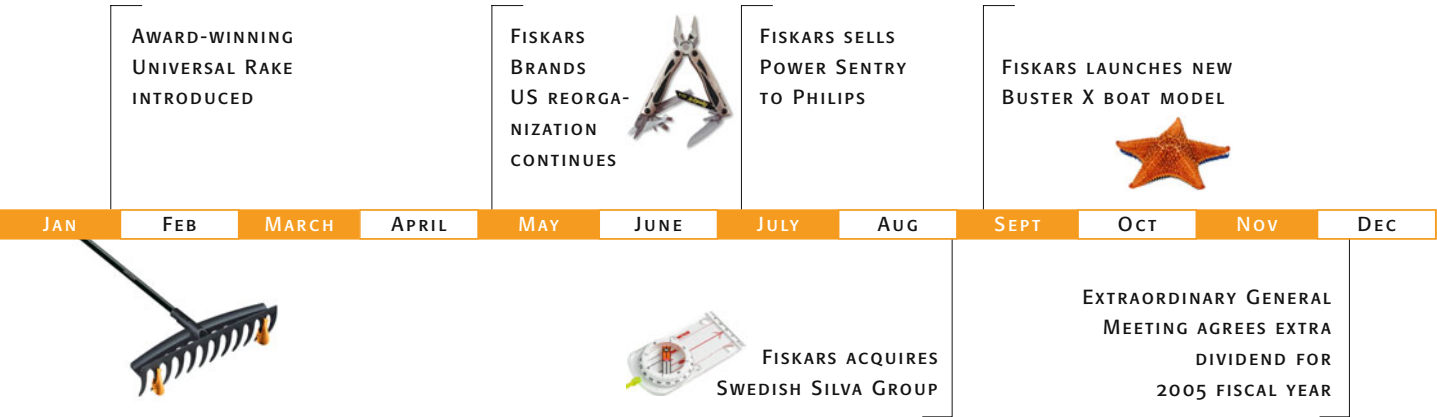 Award-winning
Universal Rake
introduced
Fiskars
Brands
US reorga-
nization
continues
Fiskars sells
Power Sentry
to Philips
Fiskars launches new
Buster X boat model
Jan Feb March April May June July Aug Sept Oct Nov Dec
Fiskars acquires
Swedish Silva Group
Extraordinary General
Meeting agrees extra
dividend for
2005 fiscal year